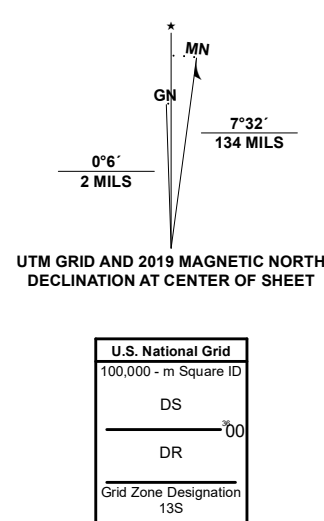 ★
MN
GN
7°32´
134 MILS
0°6´
2 MILS
UTM GRID AND 2019 MAGNETIC NORTH
DECLINATION AT CENTER OF SHEET
U.S. National Grid
100,000 - m Square ID
DS
3600
DR
Grid Zone Designation
13S